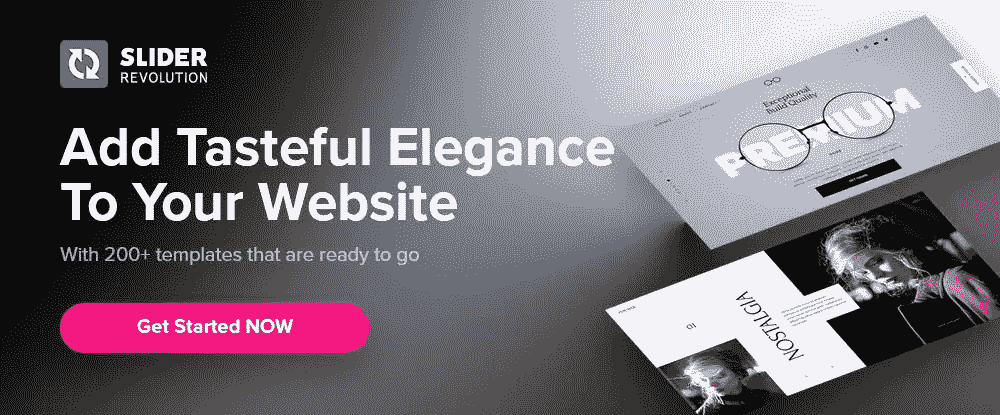 SLIDER
REVOLUTION
Add Tasteful Elegance
To Your Website
With 200+ templates that are ready to go
Get Started NOW
Exceptional
Build Quality
PREMIUM
01
NOSTALGIA